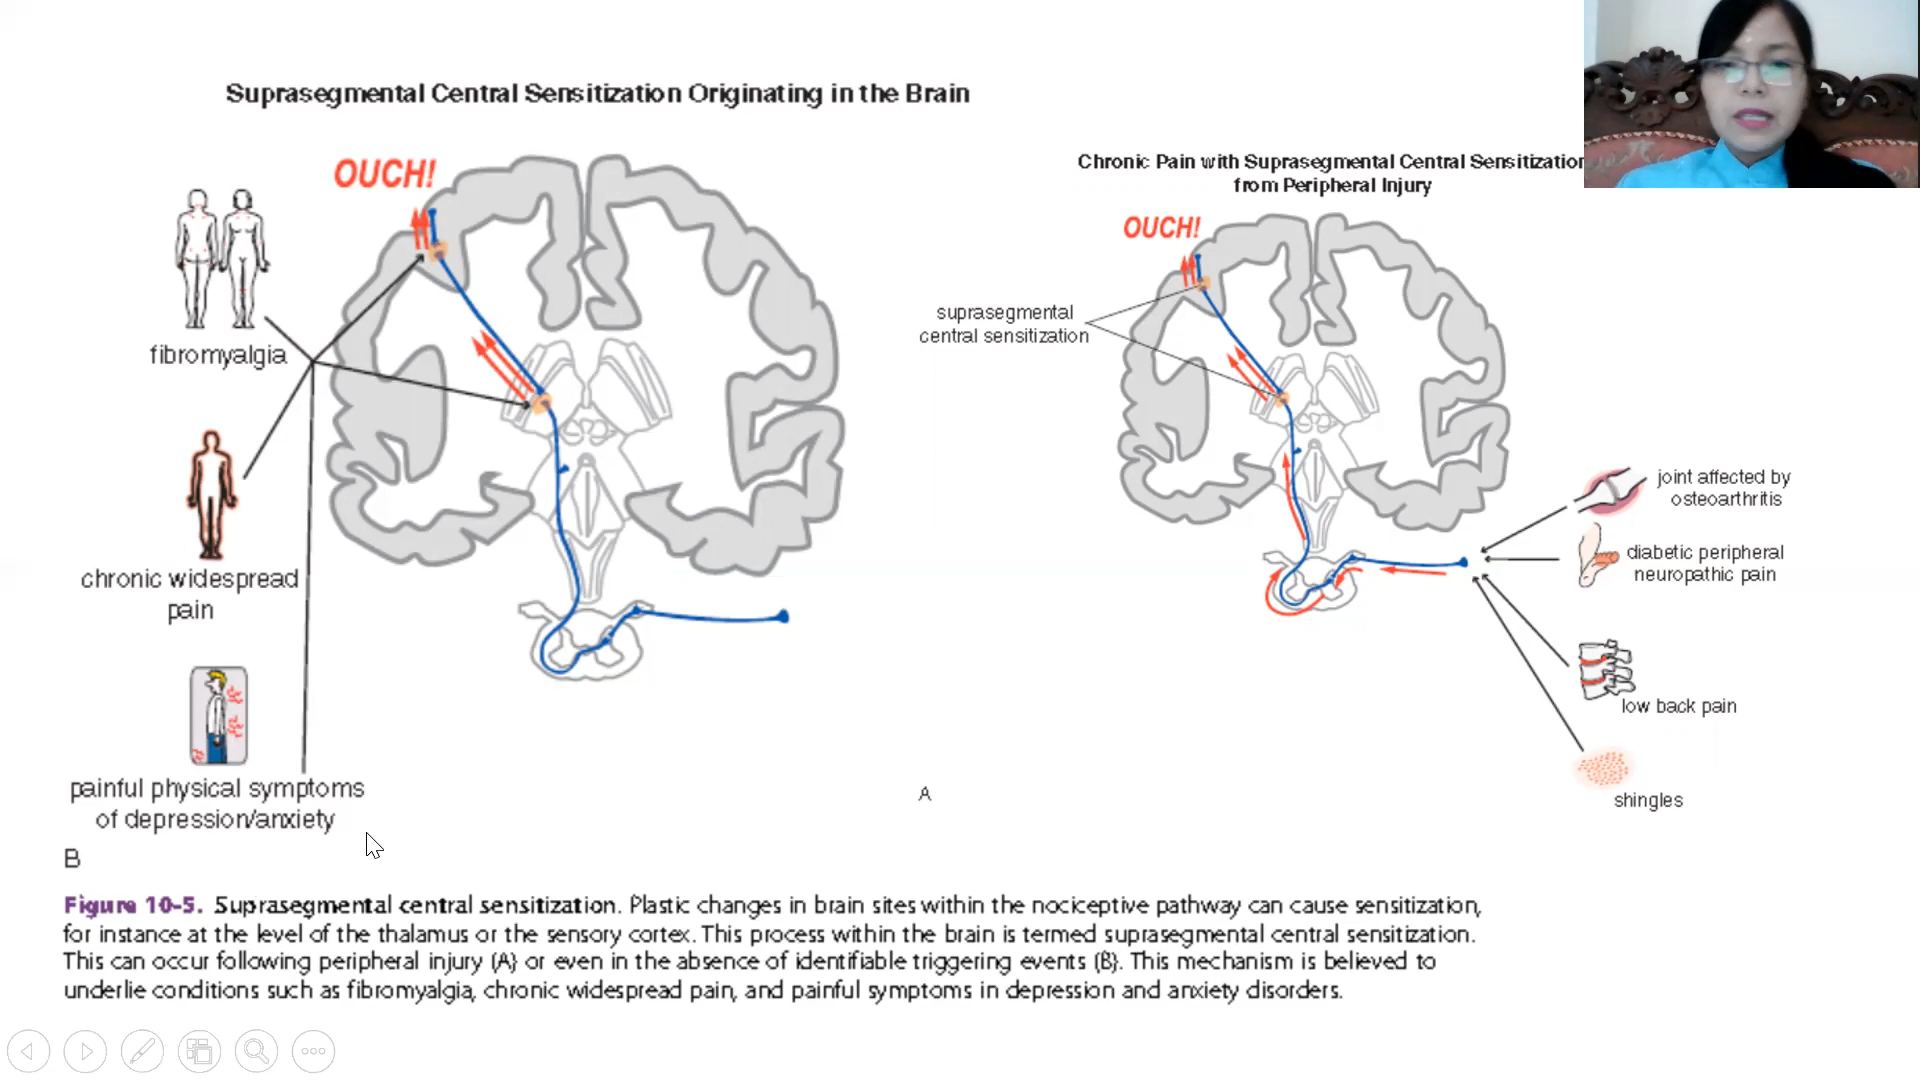 Suprasegmental Central Sensitization Originating in the Brain
OUCH!
fibromyalgia
chronic widespread
pain
painful physical symptoms
of depression/anxiety
B
Chronic Pain with Suprasegmental Central Sensitization
from Peripheral Injury
OUCH!
suprasegmental
central sensitization
joint affected by
osteoarthritis
diabetic peripheral
neuropathic pain
low back pain
shingles
A
Figure 10-5. Suprasegmental central sensitization. Plastic changes in brain sites within the nociceptive pathway can cause sensitization,
for instance at the level of the thalamus or the sensory cortex. This process within the brain is termed suprasegmental central sensitization.
This can occur following peripheral injury (A) or even in the absence of identifiable triggering events (B). This mechanism is believed to
underlie conditions such as fibromyalgia, chronic widespread pain, and painful symptoms in depression and anxiety disorders.